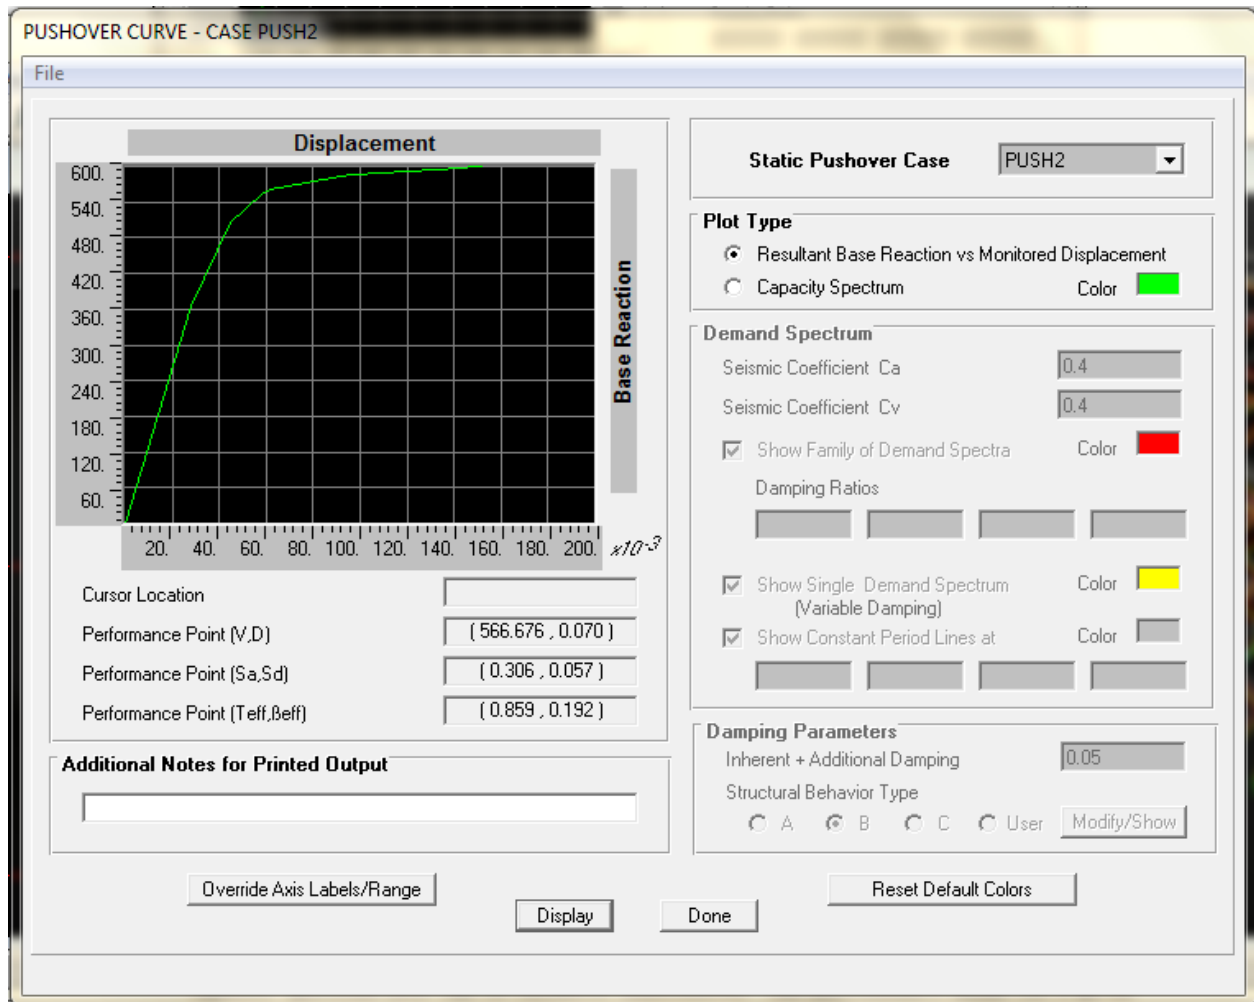 PUSHOVER CURVE - CASE PUSH2
File
Displacement
600.
540.
480.
420.
360.
300.
240.
180.
120.
60.
Base Reaction
20. 40. 60. 80. 100. 120. 140. 160. 180. 200. x10-3
Cursor Location
Performance Point (V,D) ( 566.676 , 0.070 )
Performance Point (Sa,Sd) ( 0.306 , 0.057 )
Performance Point (Teff,ßeff) ( 0.859 , 0.192 )
Additional Notes for Printed Output
Static Pushover Case PUSH2
Plot Type
Resultant Base Reaction vs Monitored Displacement
Capacity Spectrum Color
Demand Spectrum
Seismic Coefficient Ca 0.4
Seismic Coefficient Cv 0.4
Show Family of Demand Spectra Color
Damping Ratios
Show Single Demand Spectrum Color
(Variable Damping)
Show Constant Period Lines at Color
Damping Parameters
Inherent + Additional Damping 0.05
Structural Behavior Type
A B C User Modify/Show
Override Axis Labels/Range Reset Default Colors
Display Done